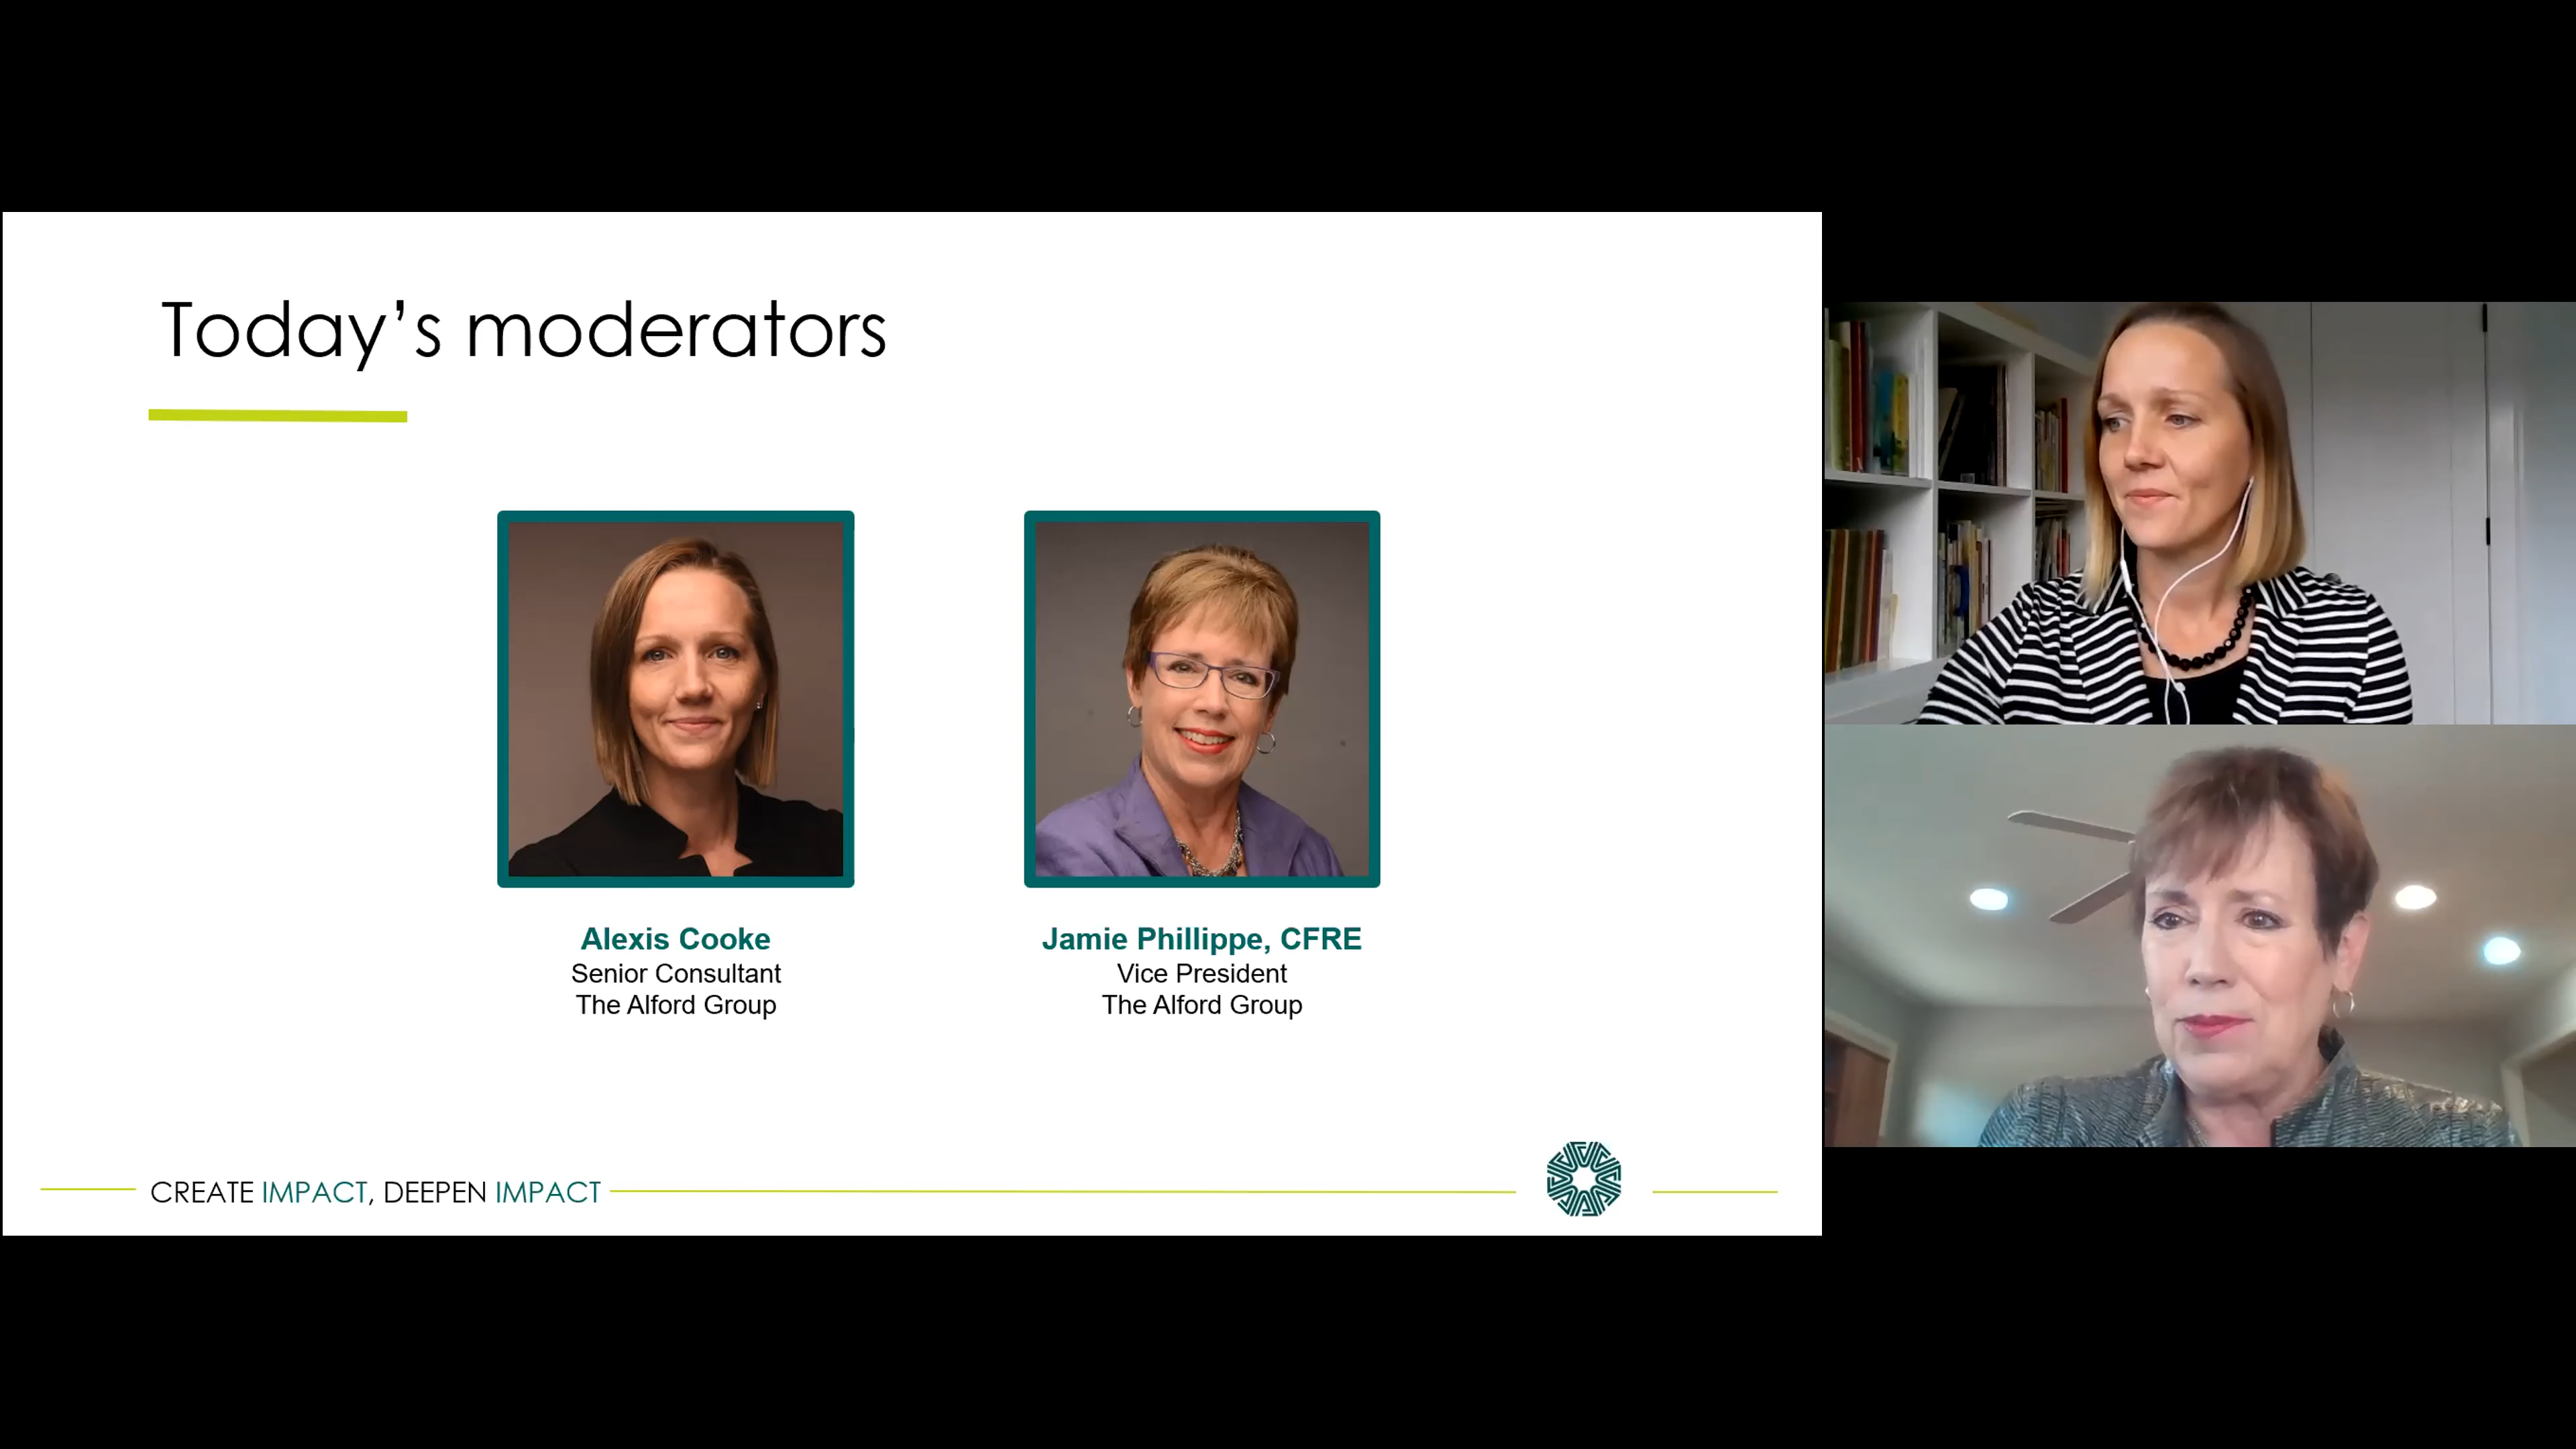 Today’s moderators
Alexis Cooke
Senior Consultant
The Alford Group
Jamie Phillippe, CFRE
Vice President
The Alford Group
CREATE IMPACT, DEEPEN IMPACT